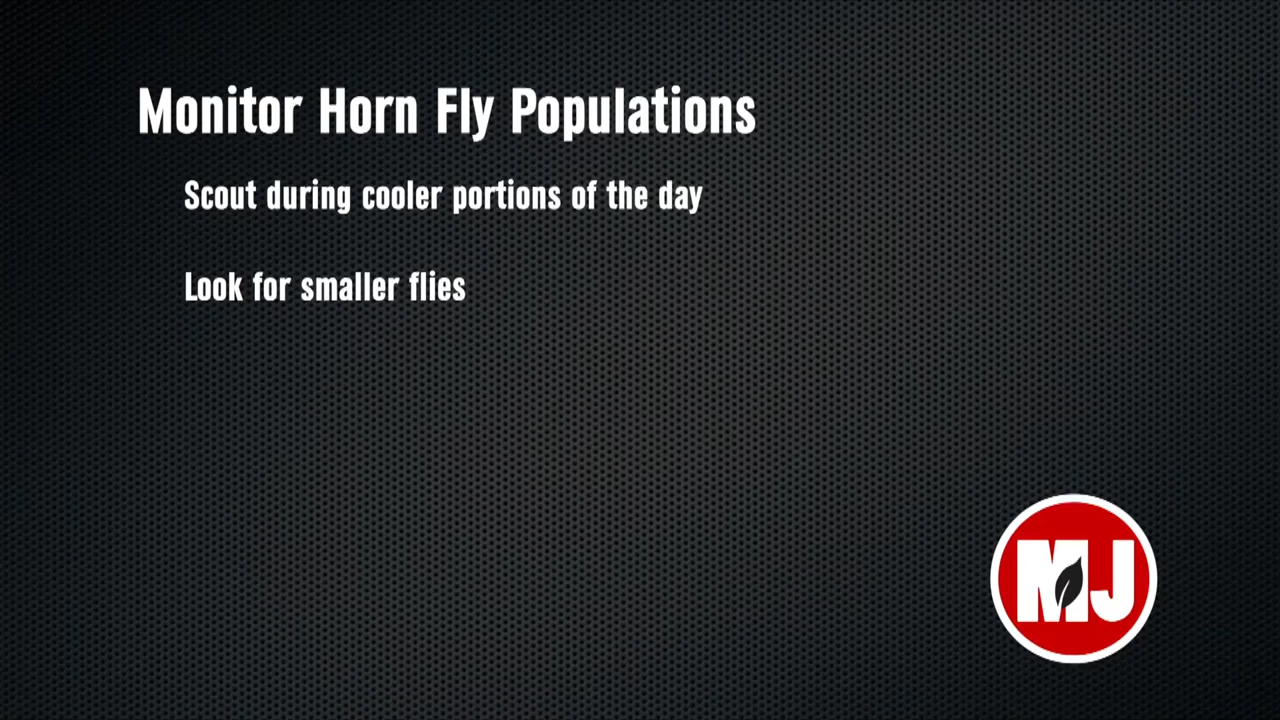 Monitor Horn Fly Populations
Scout during cooler portions of the day
Look for smaller flies
MJ